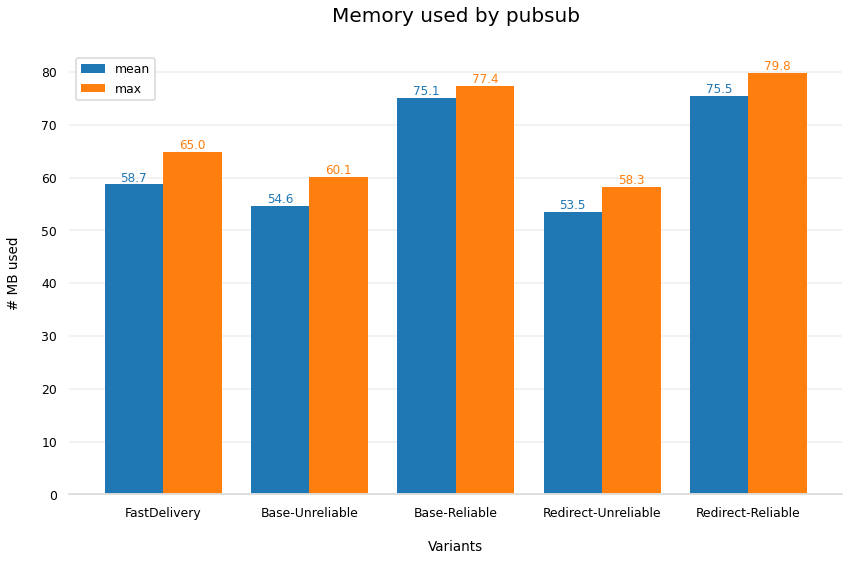 Memory used by pubsub
mean
max
# MB used
80
70
60
50
40
30
20
10
0
58.7
65.0
54.6
60.1
75.1
77.4
53.5
58.3
75.5
79.8
FastDelivery
Base-Unreliable
Base-Reliable
Redirect-Unreliable
Redirect-Reliable
Variants